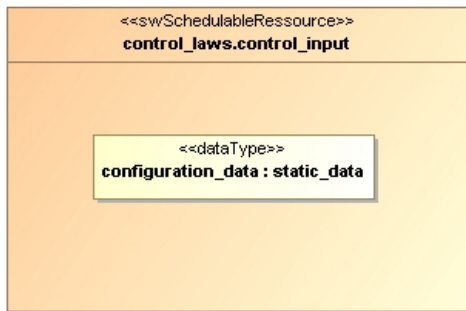 <<swSchedulableRessource>>
control_laws.control_input
<<dataType>>
configuration_data : static_data